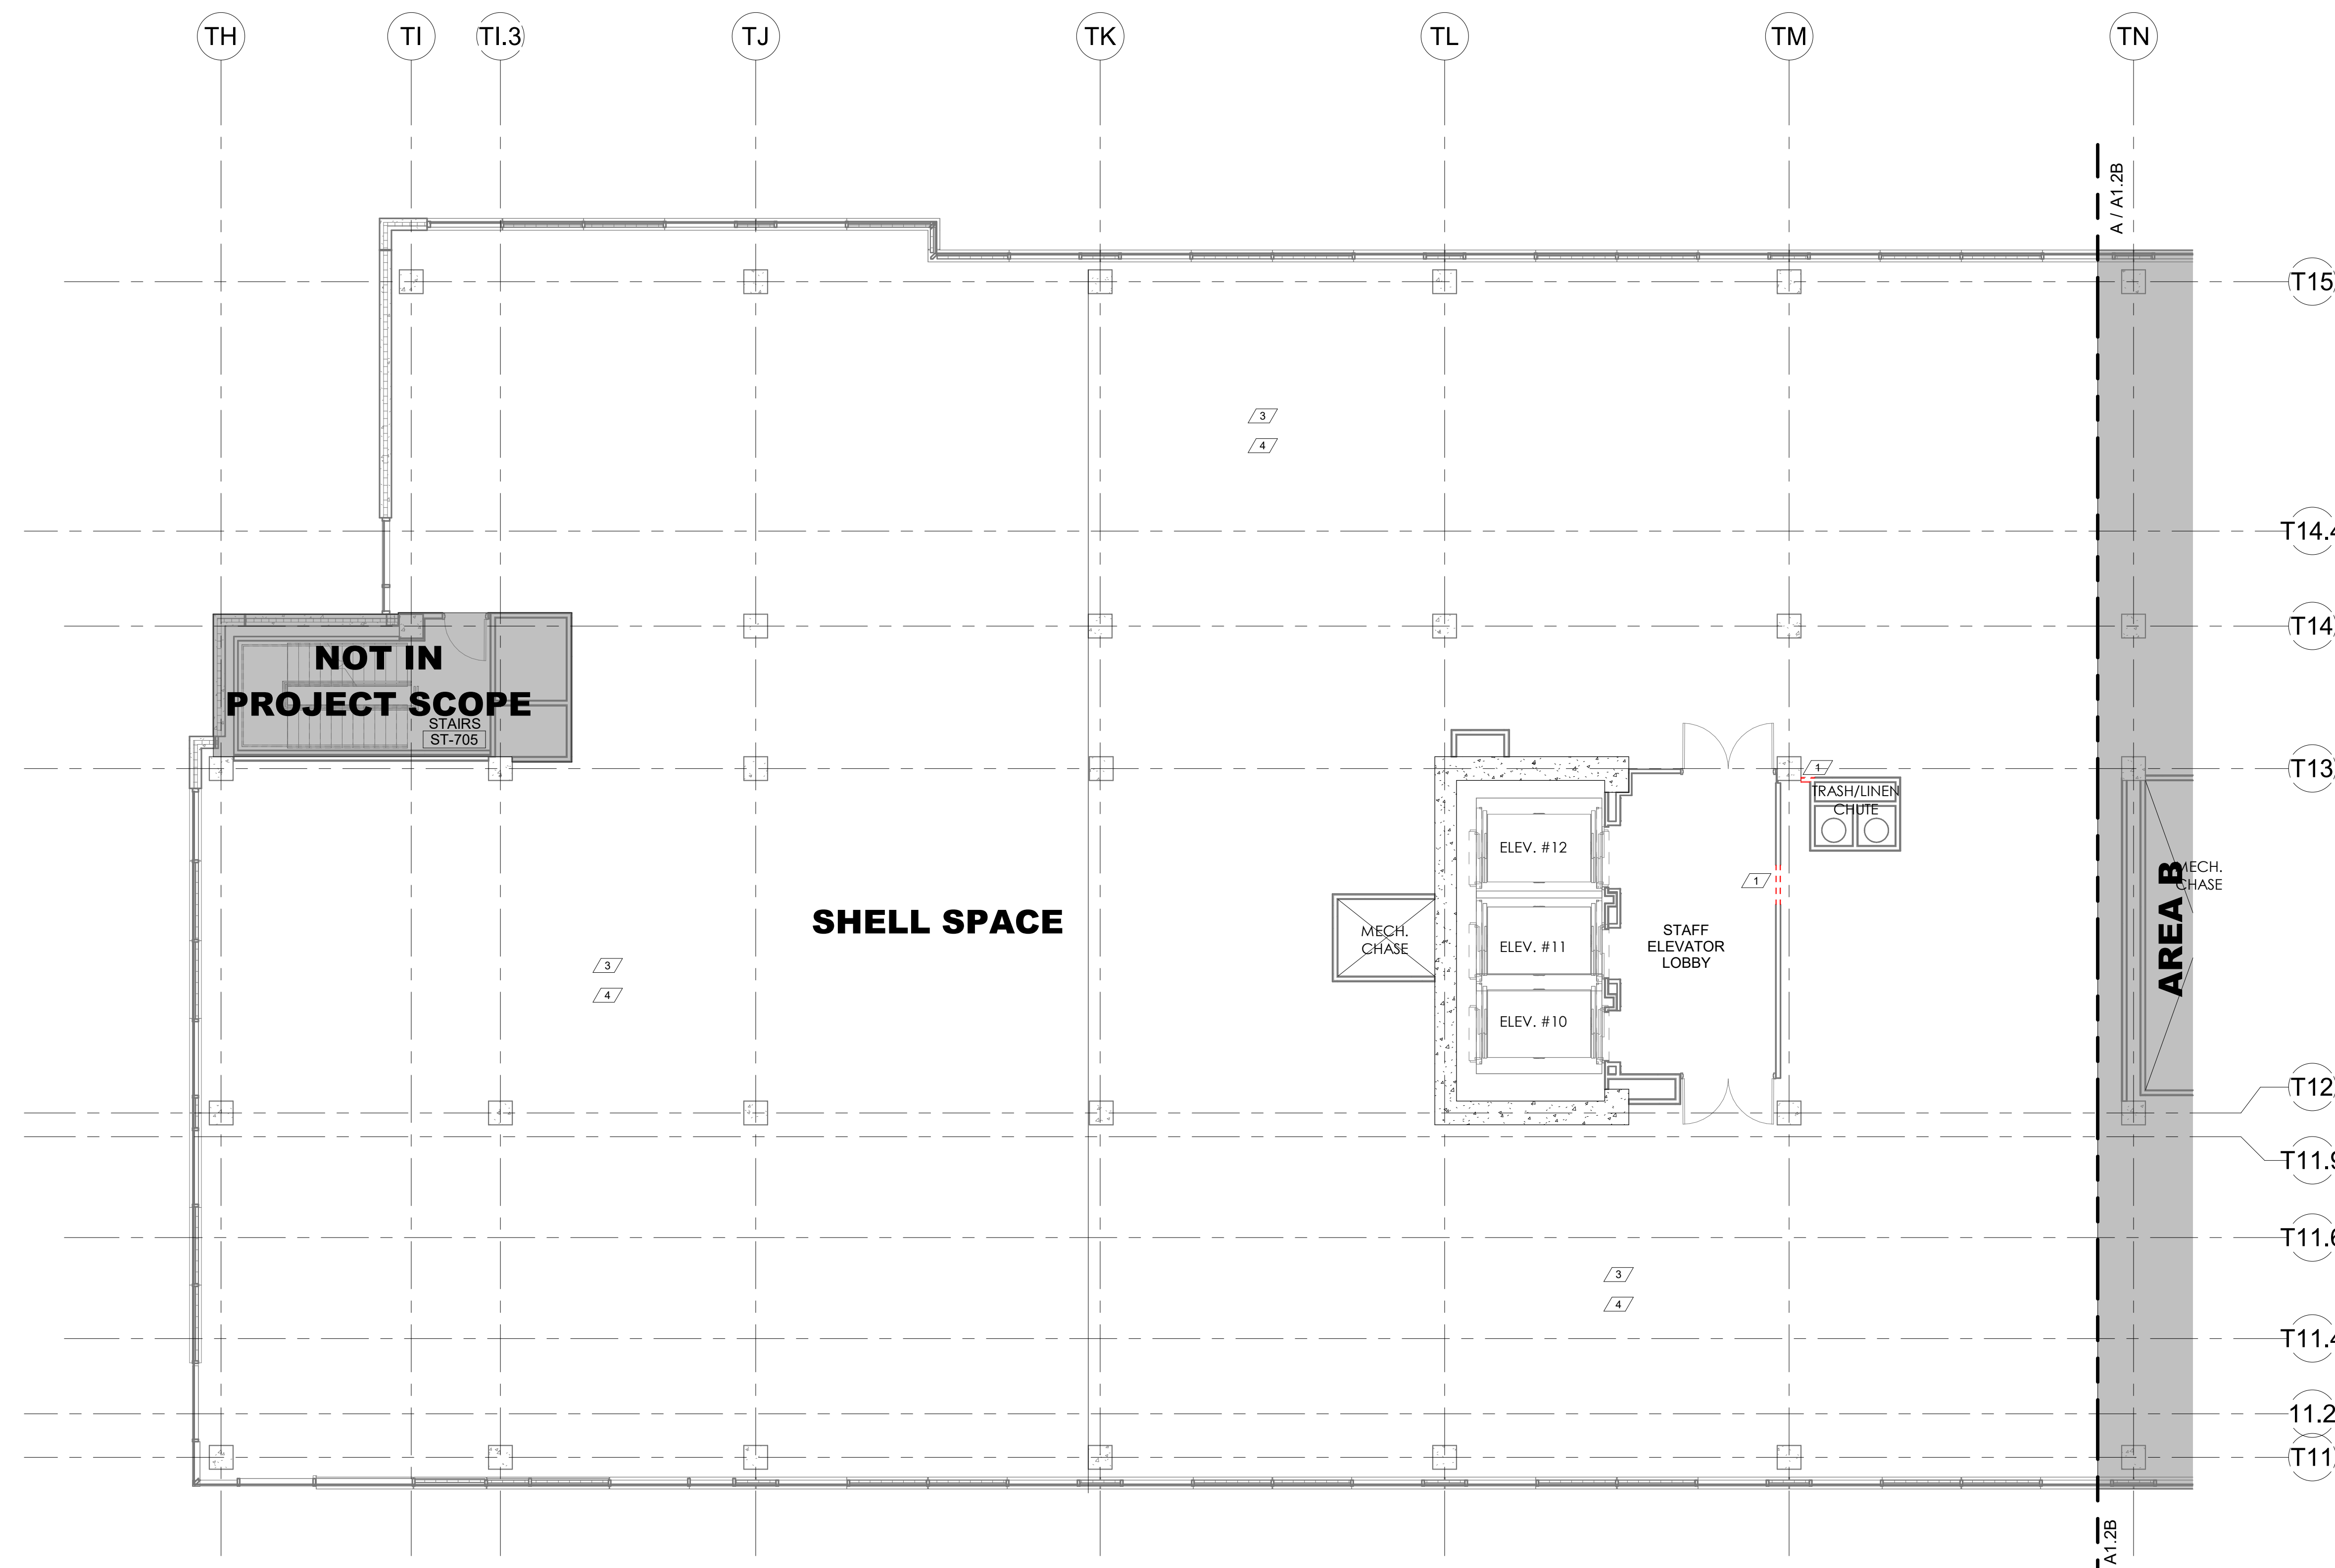 TH
TI
TI.3
TJ
TK
TL
TM
TN
A / A1.2B
T15
3
4
T14.4
T14
NOT IN
PROJECT SCOPE
STAIRS
ST-705
T13
1
TRASH/LINEN
CHUTE
ELEV. #12
1
MECH.
CHASE
AREA B
SHELL SPACE
MECH.
CHASE
ELEV. #11
STAFF
ELEVATOR
LOBBY
3
4
ELEV. #10
T12
T11.9
T11.6
3
4
T11.4
11.2
T11
A1.2B